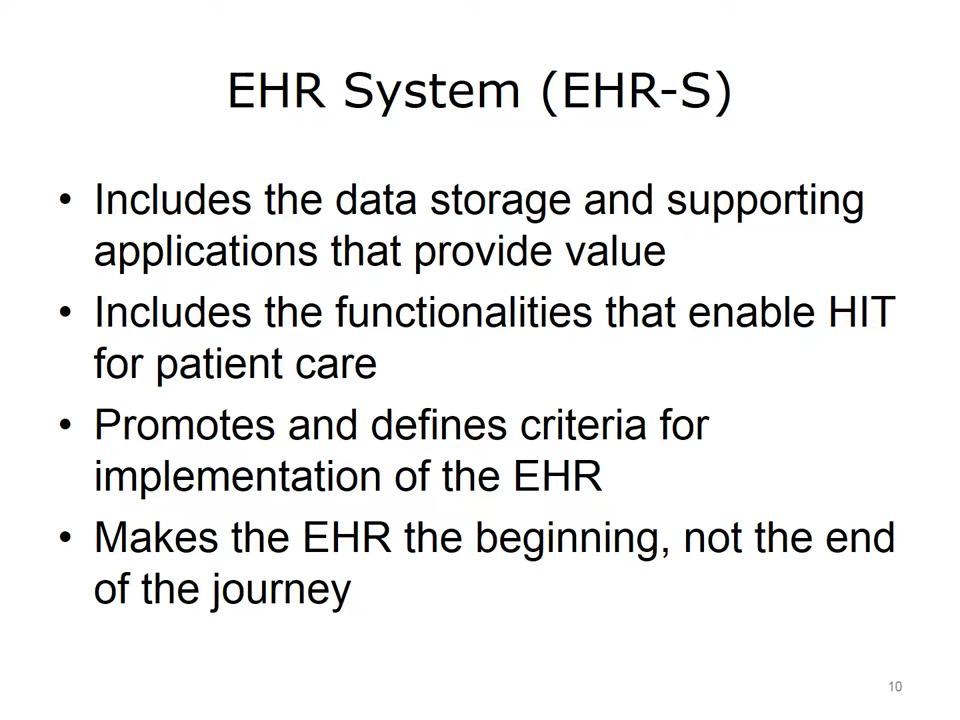 EHR System (EHR-S)
• Includes the data storage and supporting
applications that provide value
• Includes the functionalities that enable HIT
for patient care
• Promotes and defines criteria for
implementation of the EHR
• Makes the EHR the beginning, not the end
of the journey
10